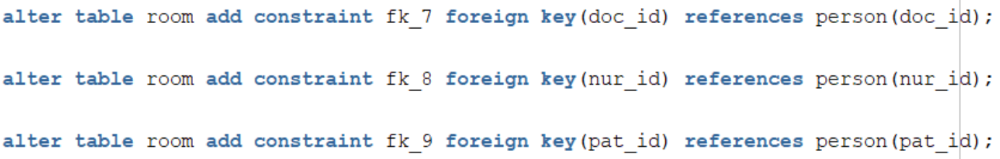 alter table room add constraint fk_7 foreign key(doc_id) references person(doc_id);
alter table room add constraint fk_8 foreign key(nur_id) references person(nur_id);
alter table room add constraint fk_9 foreign key(pat_id) references person(pat_id);